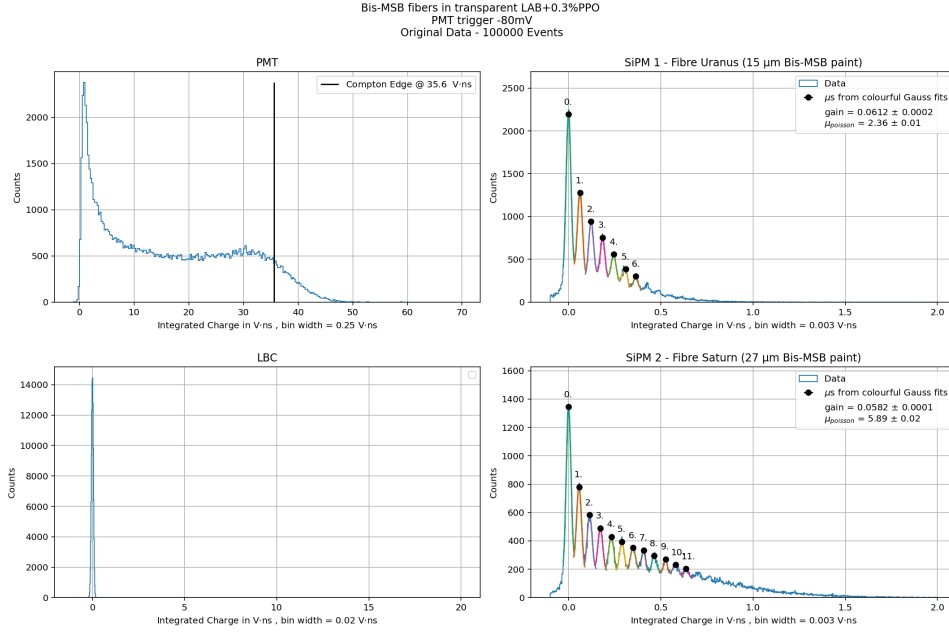 Bis-MSB fibers in transparent LAB+0.3%PPO
PMT trigger -80mV
Original Data - 100000 Events
PMT
Compton Edge @ 35.6 V·ns
Counts
2000
1500
1000
500
0
0 10 20 30 40 50 60 70
Integrated Charge in V·ns , bin width = 0.25 V·ns
SiPM 1 - Fibre Uranus (15 μm Bis-MSB paint)
Data
μs from colourful Gauss fits
gain = 0.0612 ± 0.0002
μpoisson = 2.36 ± 0.01
0.
1.
2.
3.
4.
5.
6.
Counts
2500
2000
1500
1000
500
0
0.0 0.5 1.0 1.5 2.0
Integrated Charge in V·ns , bin width = 0.003 V·ns
LBC
Counts
14000
12000
10000
8000
6000
4000
2000
0
0 5 10 15 20
Integrated Charge in V·ns , bin width = 0.02 V·ns
SiPM 2 - Fibre Saturn (27 μm Bis-MSB paint)
Data
μs from colourful Gauss fits
gain = 0.0582 ± 0.0001
μpoisson = 5.89 ± 0.02
0.
1.
2.
3.
4.
5.
6.
7.
8.
9.
10.
11.
Counts
1600
1400
1200
1000
800
600
400
200
0
0.0 0.5 1.0 1.5 2.0
Integrated Charge in V·ns , bin width = 0.003 V·ns